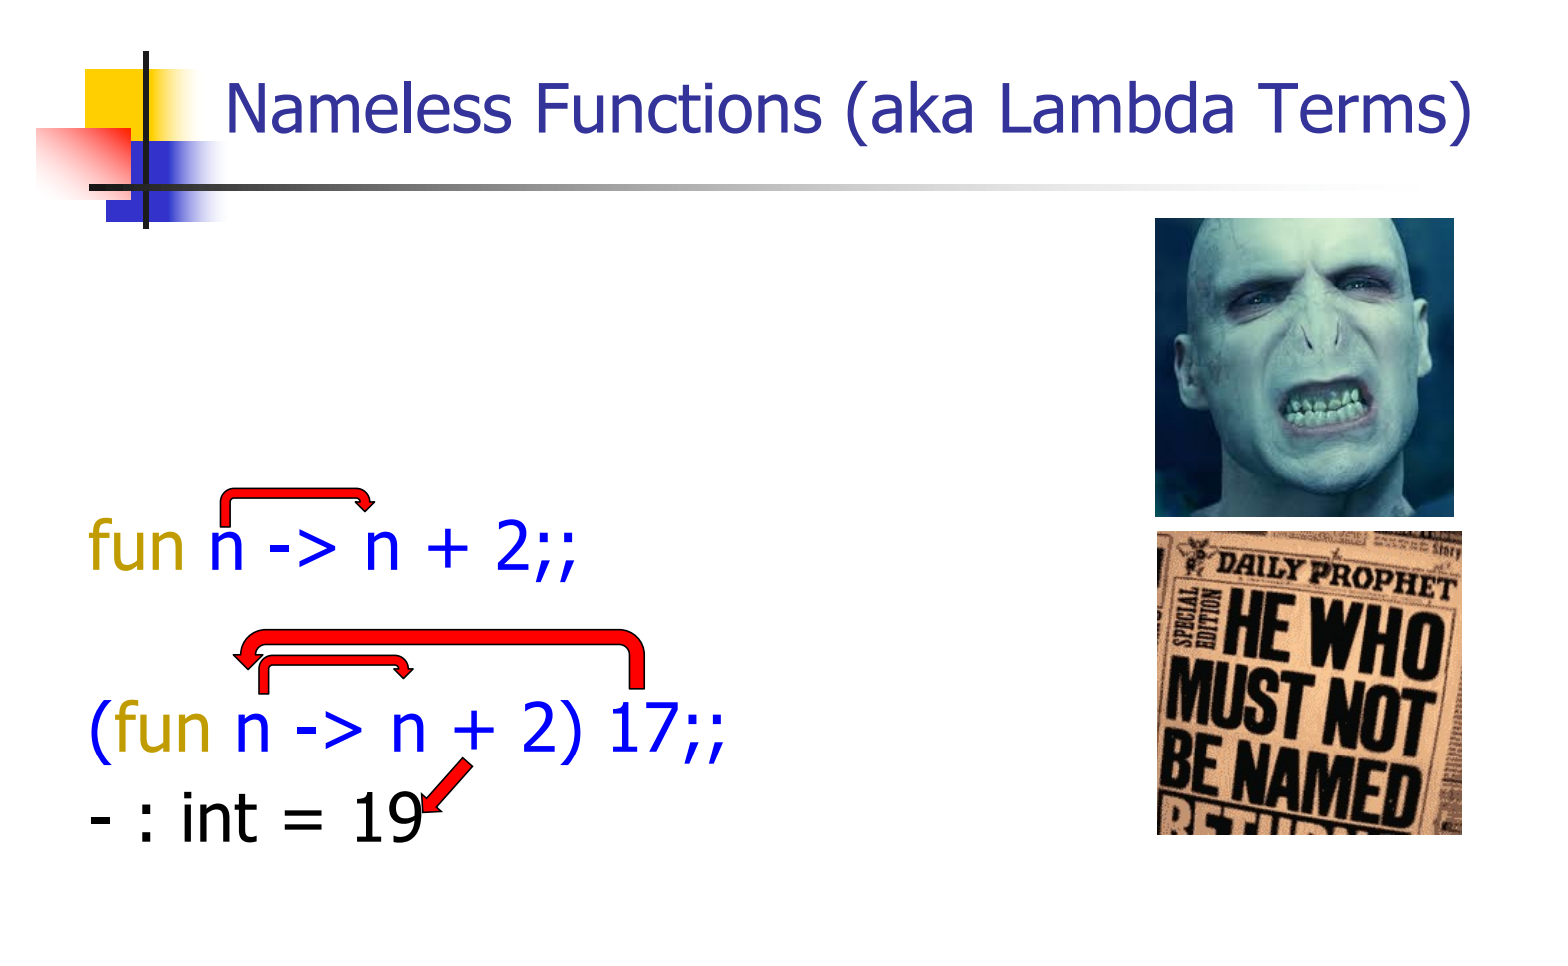 Nameless Functions (aka Lambda Terms)
fun n -> n + 2;;
(fun n -> n + 2) 17;;
- : int = 19
DAILY PROPHET
SPECIAL EDITION
HE WHO
MUST NOT
BE NAMED